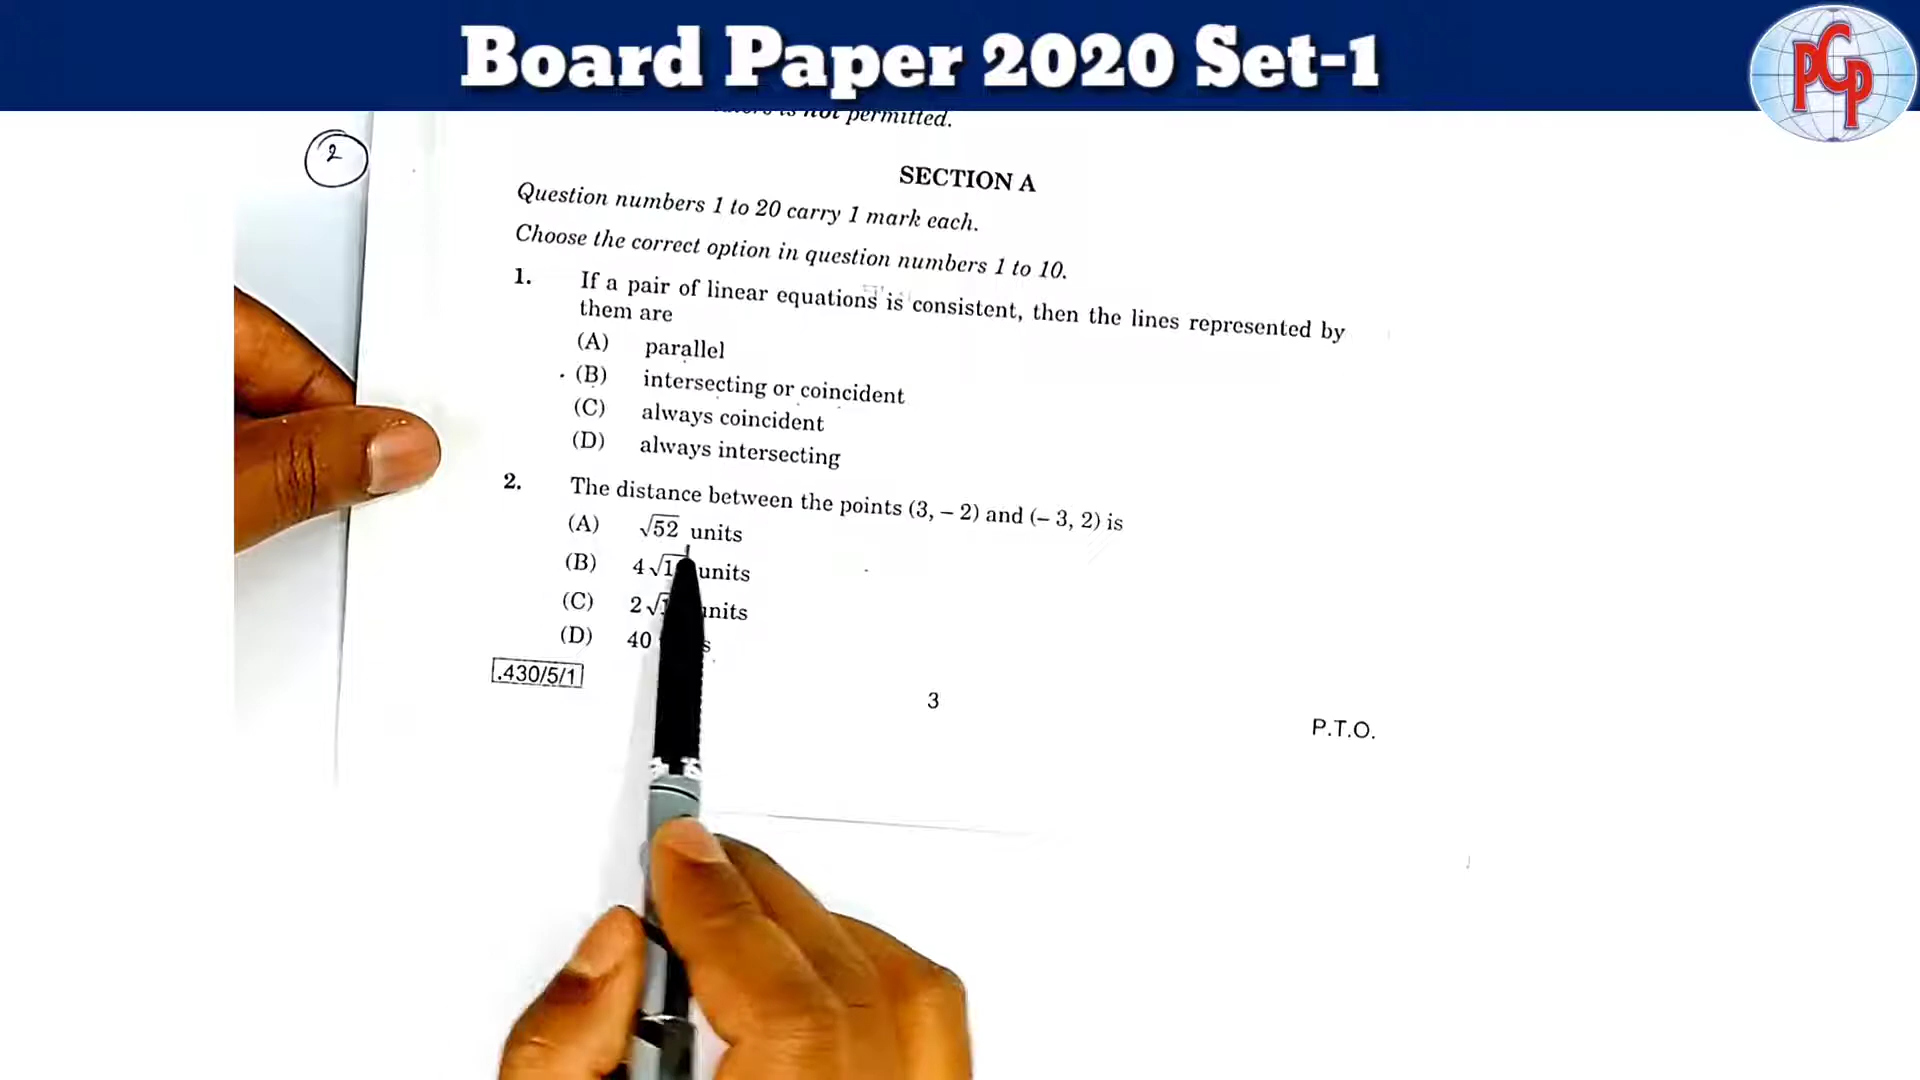 Board Paper 2020 Set-1
PCP
is not permitted.
2
SECTION A
Question numbers 1 to 20 carry 1 mark each.
Choose the correct option in question numbers 1 to 10.
1. If a pair of linear equations is consistent, then the lines represented by
them are
(A) parallel
(B) intersecting or coincident
(C) always coincident
(D) always intersecting
2. The distance between the points (3, – 2) and (– 3, 2) is
(A) √52 units
(B) 4 units
(C) 2 units
(D) 40
.430/5/1
3
P.T.O.